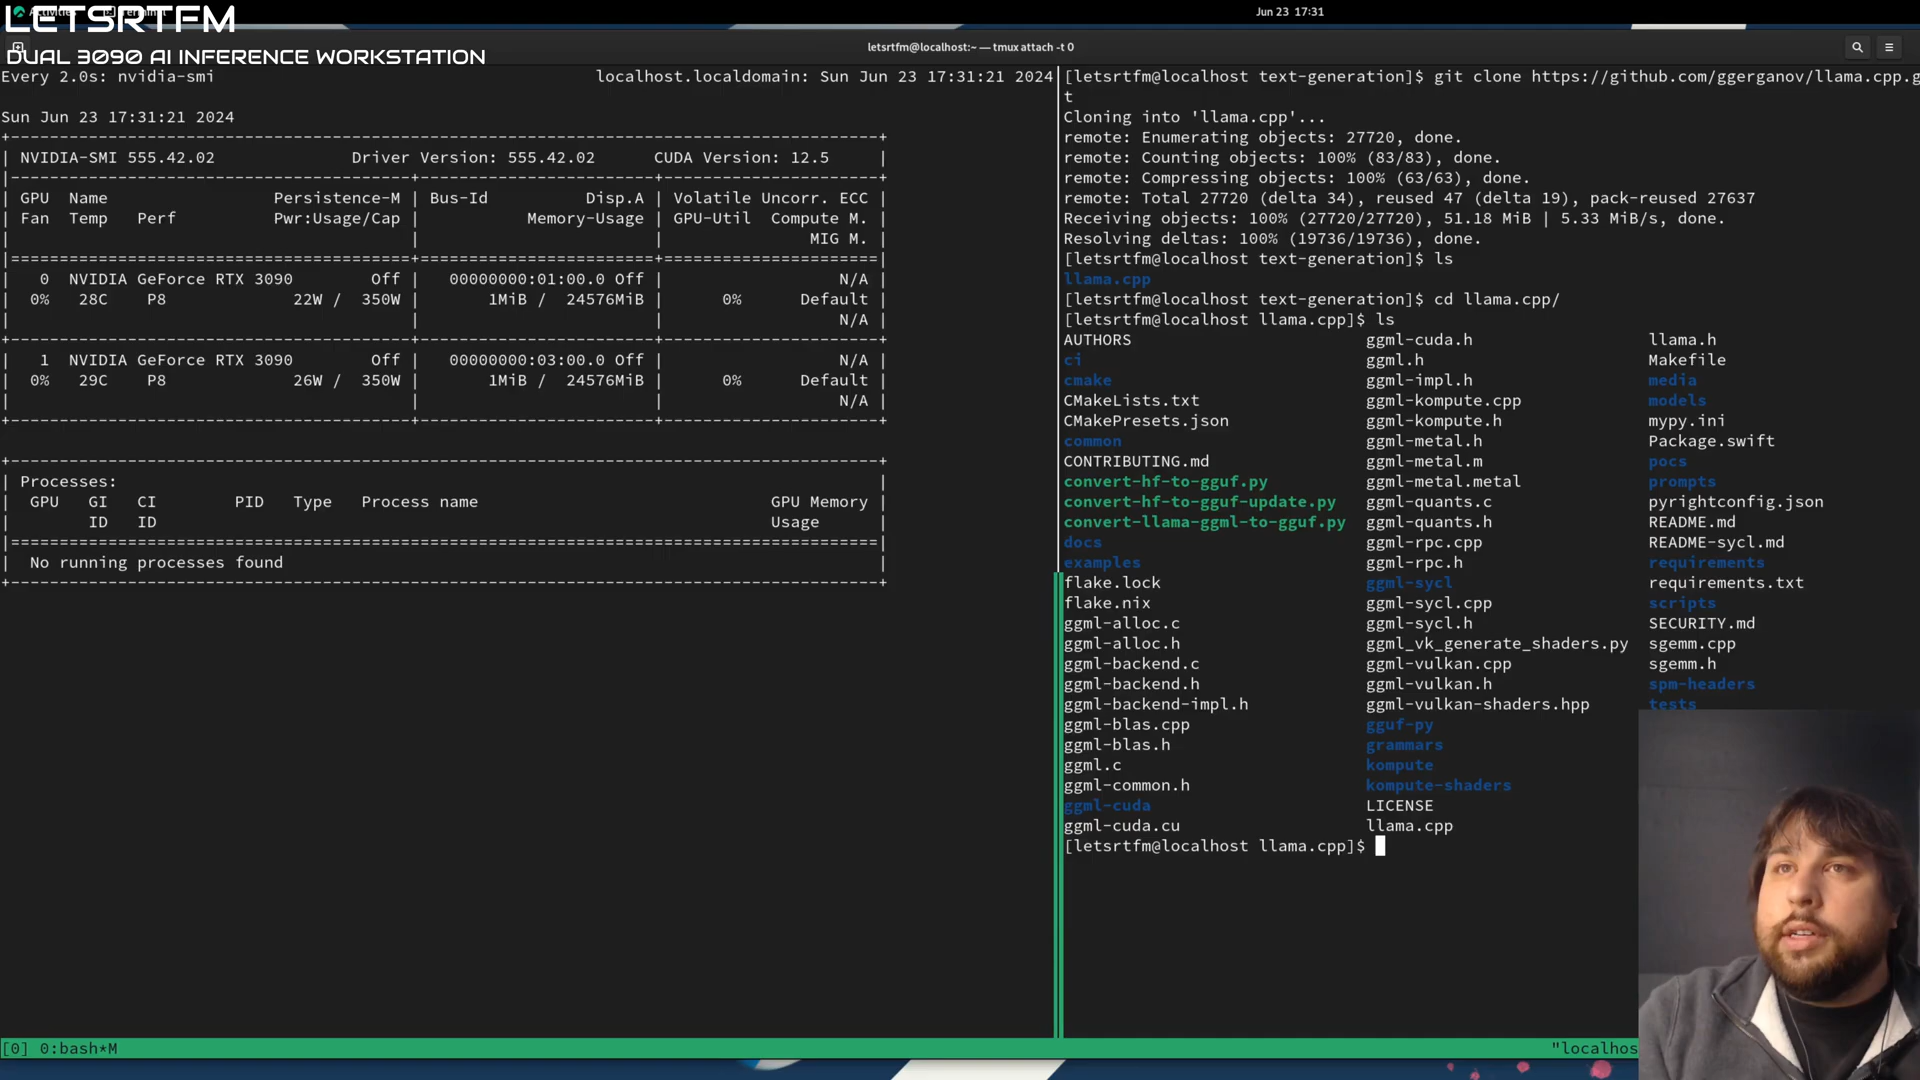 LETSRTFM
DUAL 3090 AI INFERENCE WORKSTATION
Jun 23 17:31
letsrtfm@localhost:~ — tmux attach -t 0
Every 2.0s: nvidia-smi localhost.localdomain: Sun Jun 23 17:31:21 2024
Sun Jun 23 17:31:21 2024
+-----------------------------------------------------------------------------------------+
| NVIDIA-SMI 555.42.02 Driver Version: 555.42.02 CUDA Version: 12.5 |
|-----------------------------------------+------------------------+----------------------+
| GPU Name Persistence-M | Bus-Id Disp.A | Volatile Uncorr. ECC
| Fan Temp Perf Pwr:Usage/Cap | Memory-Usage | GPU-Util Compute M.
| | | MIG M. |
|=========================================+========================+======================|
| 0 NVIDIA GeForce RTX 3090 Off | 00000000:01:00.0 Off | N/A |
| 0% 28C P8 22W / 350W | 1MiB / 24576MiB | 0% Default |
| | | N/A |
+-----------------------------------------+------------------------+----------------------+
| 1 NVIDIA GeForce RTX 3090 Off | 00000000:03:00.0 Off | N/A |
| 0% 29C P8 26W / 350W | 1MiB / 24576MiB | 0% Default |
| | | N/A |
+-----------------------------------------+------------------------+----------------------+
+-----------------------------------------------------------------------------------------+
| Processes: |
| GPU GI CI PID Type Process name GPU Memory |
| ID ID Usage |
|=========================================================================================|
| No running processes found |
+-----------------------------------------------------------------------------------------+
[letsrtfm@localhost text-generation]$ git clone https://github.com/ggerganov/llama.cpp.g
t
Cloning into 'llama.cpp'...
remote: Enumerating objects: 27720, done.
remote: Counting objects: 100% (83/83), done.
remote: Compressing objects: 100% (63/63), done.
remote: Total 27720 (delta 34), reused 47 (delta 19), pack-reused 27637
Receiving objects: 100% (27720/27720), 51.18 MiB | 5.33 MiB/s, done.
Resolving deltas: 100% (19736/19736), done.
[letsrtfm@localhost text-generation]$ ls
llama.cpp
[letsrtfm@localhost text-generation]$ cd llama.cpp/
[letsrtfm@localhost llama.cpp]$ ls
AUTHORS ggml-cuda.h llama.h
ci ggml.h Makefile
cmake ggml-impl.h media
CMakeLists.txt ggml-kompute.cpp models
CMakePresets.json ggml-kompute.h mypy.ini
common ggml-metal.h Package.swift
CONTRIBUTING.md ggml-metal.m pocs
convert-hf-to-gguf.py ggml-metal.metal prompts
convert-hf-to-gguf-update.py ggml-quants.c pyrightconfig.json
convert-llama-ggml-to-gguf.py ggml-quants.h README.md
docs ggml-rpc.cpp README-sycl.md
examples ggml-rpc.h requirements
flake.lock ggml-sycl requirements.txt
flake.nix ggml-sycl.cpp scripts
ggml-alloc.c ggml-sycl.h SECURITY.md
ggml-alloc.h ggml_vk_generate_shaders.py sgemm.cpp
ggml-backend.c ggml-vulkan.cpp sgemm.h
ggml-backend.h ggml-vulkan.h spm-headers
ggml-backend-impl.h ggml-vulkan-shaders.hpp tests
ggml-blas.cpp gguf-py
ggml-blas.h grammars
ggml.c kompute
ggml-common.h kompute-shaders
ggml-cuda LICENSE
ggml-cuda.cu llama.cpp
[letsrtfm@localhost llama.cpp]$
[0] 0:bash*M "localhos